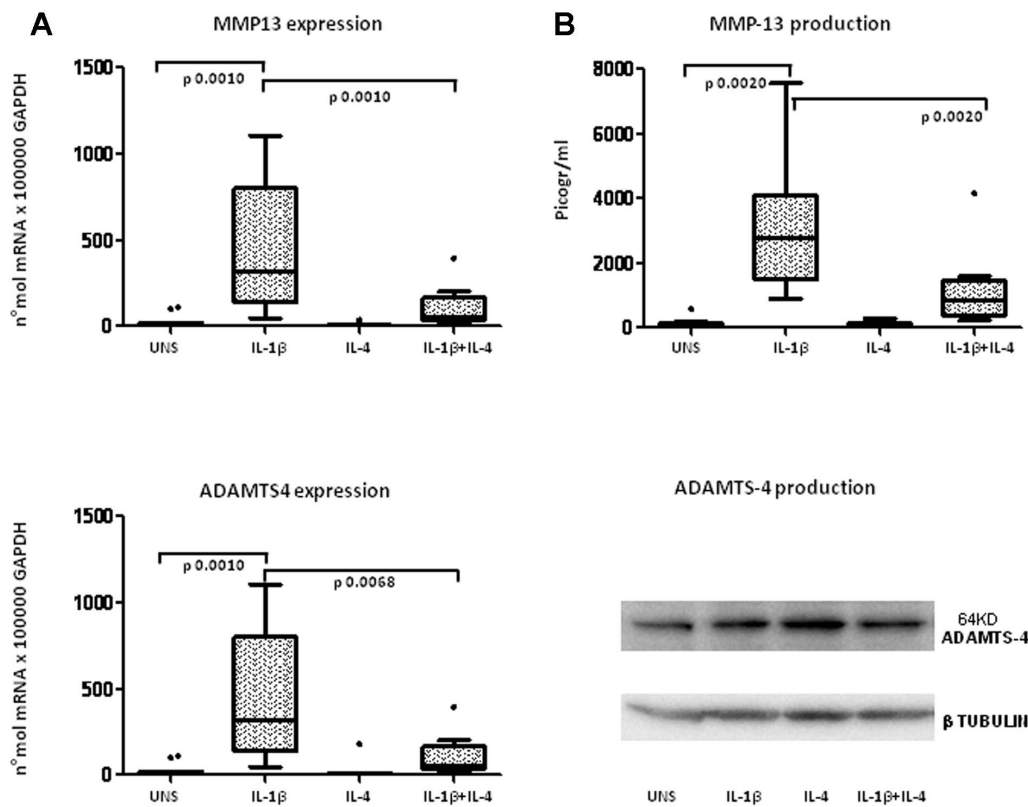 A
MMP13 expression
1500
1000
500
0
n° mol mRNA x 100000 GAPDH
p 0.0010
p 0.0010
UNS
IL-1β
IL-4
IL-1β+IL-4
B
MMP-13 production
8000
6000
4000
2000
0
Picogr/ml
p 0.0020
p 0.0020
UNS
IL-1β
IL-4
IL-1β+IL-4
ADAMTS4 expression
1500
1000
500
0
n° mol mRNA x 100000 GAPDH
p 0.0010
p 0.0068
UNS
IL-1β
IL-4
IL-1β+IL-4
ADAMTS-4 production
64KD
ADAMTS-4
β TUBULIN
UNS
IL-1β
IL-4
IL-1β+IL-4